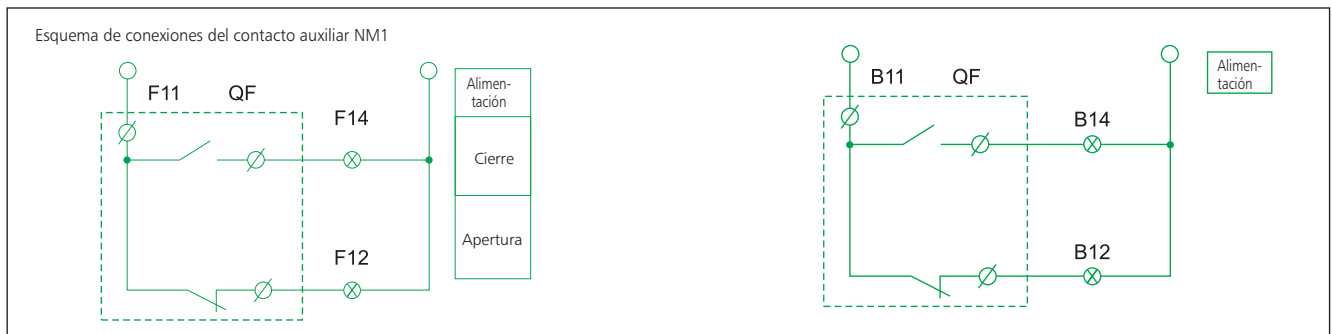 Esquema de conexiones del contacto auxiliar NM1
F11
QF
F14
F12
Alimen-
tación
Cierre
Apertura
B11
QF
B14
B12
Alimen-
tación